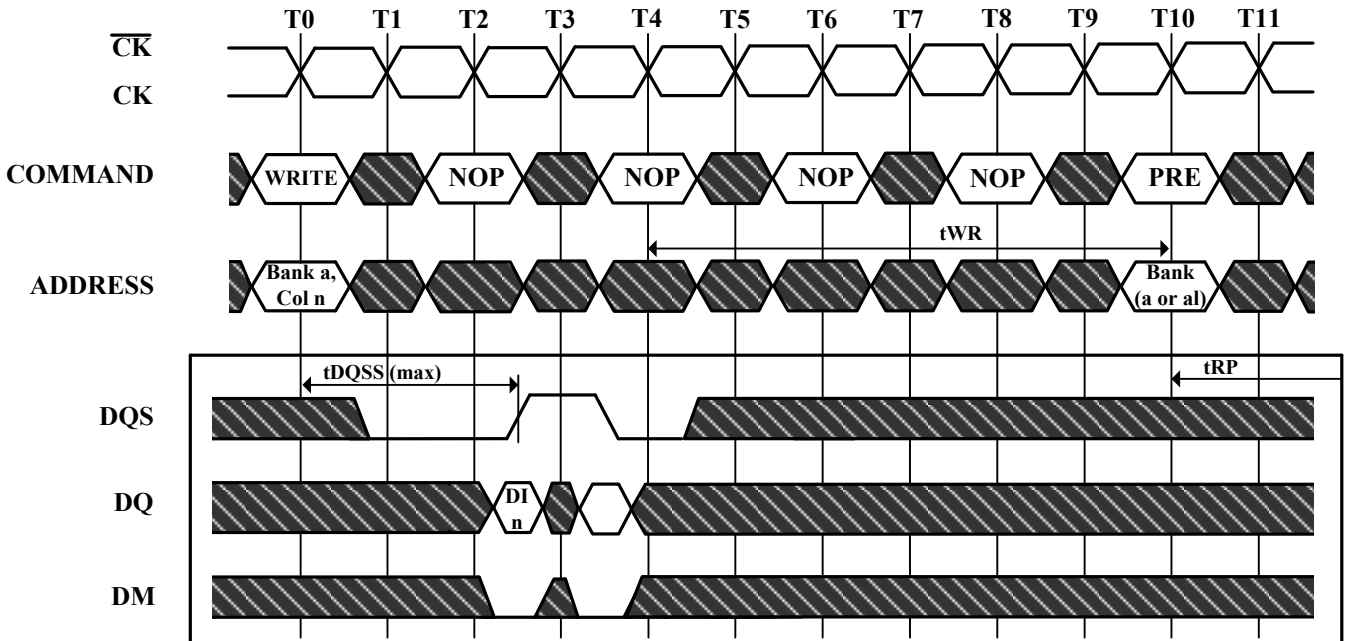 T0 T1 T2 T3 T4 T5 T6 T7 T8 T9 T10 T11
CK
CK
COMMAND WRITE NOP NOP NOP NOP PRE
tWR
ADDRESS Bank a, Col n Bank (a or al)
tDQSS (max) tRP
DQS
DQ DI n
DM